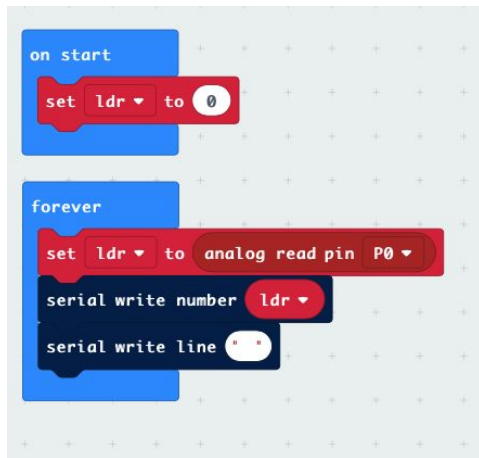 on start
set ldr to 0
forever
set ldr to analog read pin P0
serial write number ldr
serial write line " "